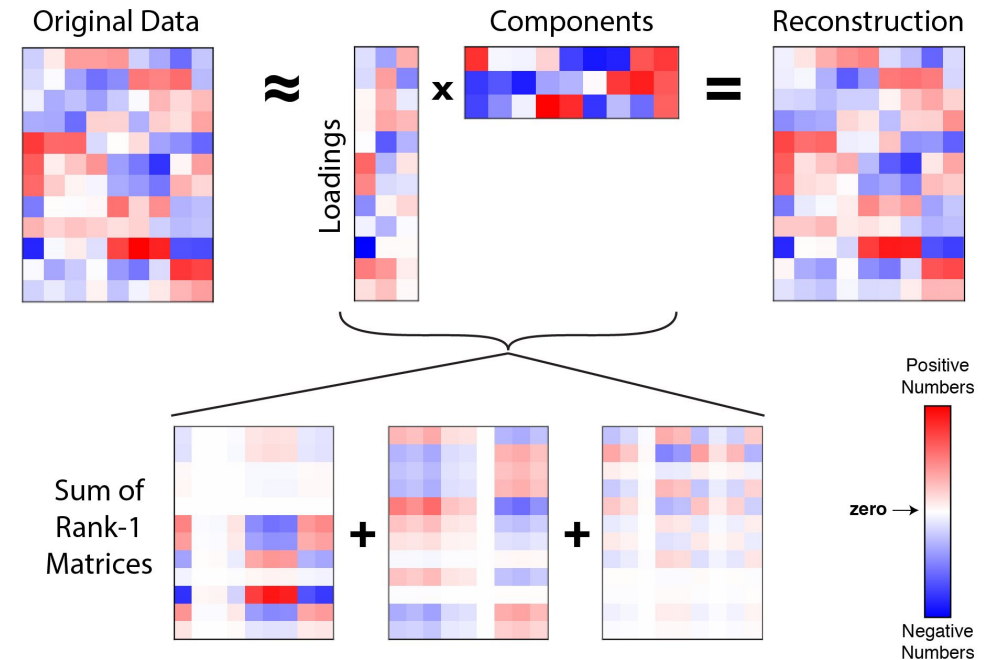 Original Data
Components
Reconstruction
≈
x
=
Loadings
Sum of
Rank-1
Matrices
+
+
Positive
Numbers
zero →
Negative
Numbers